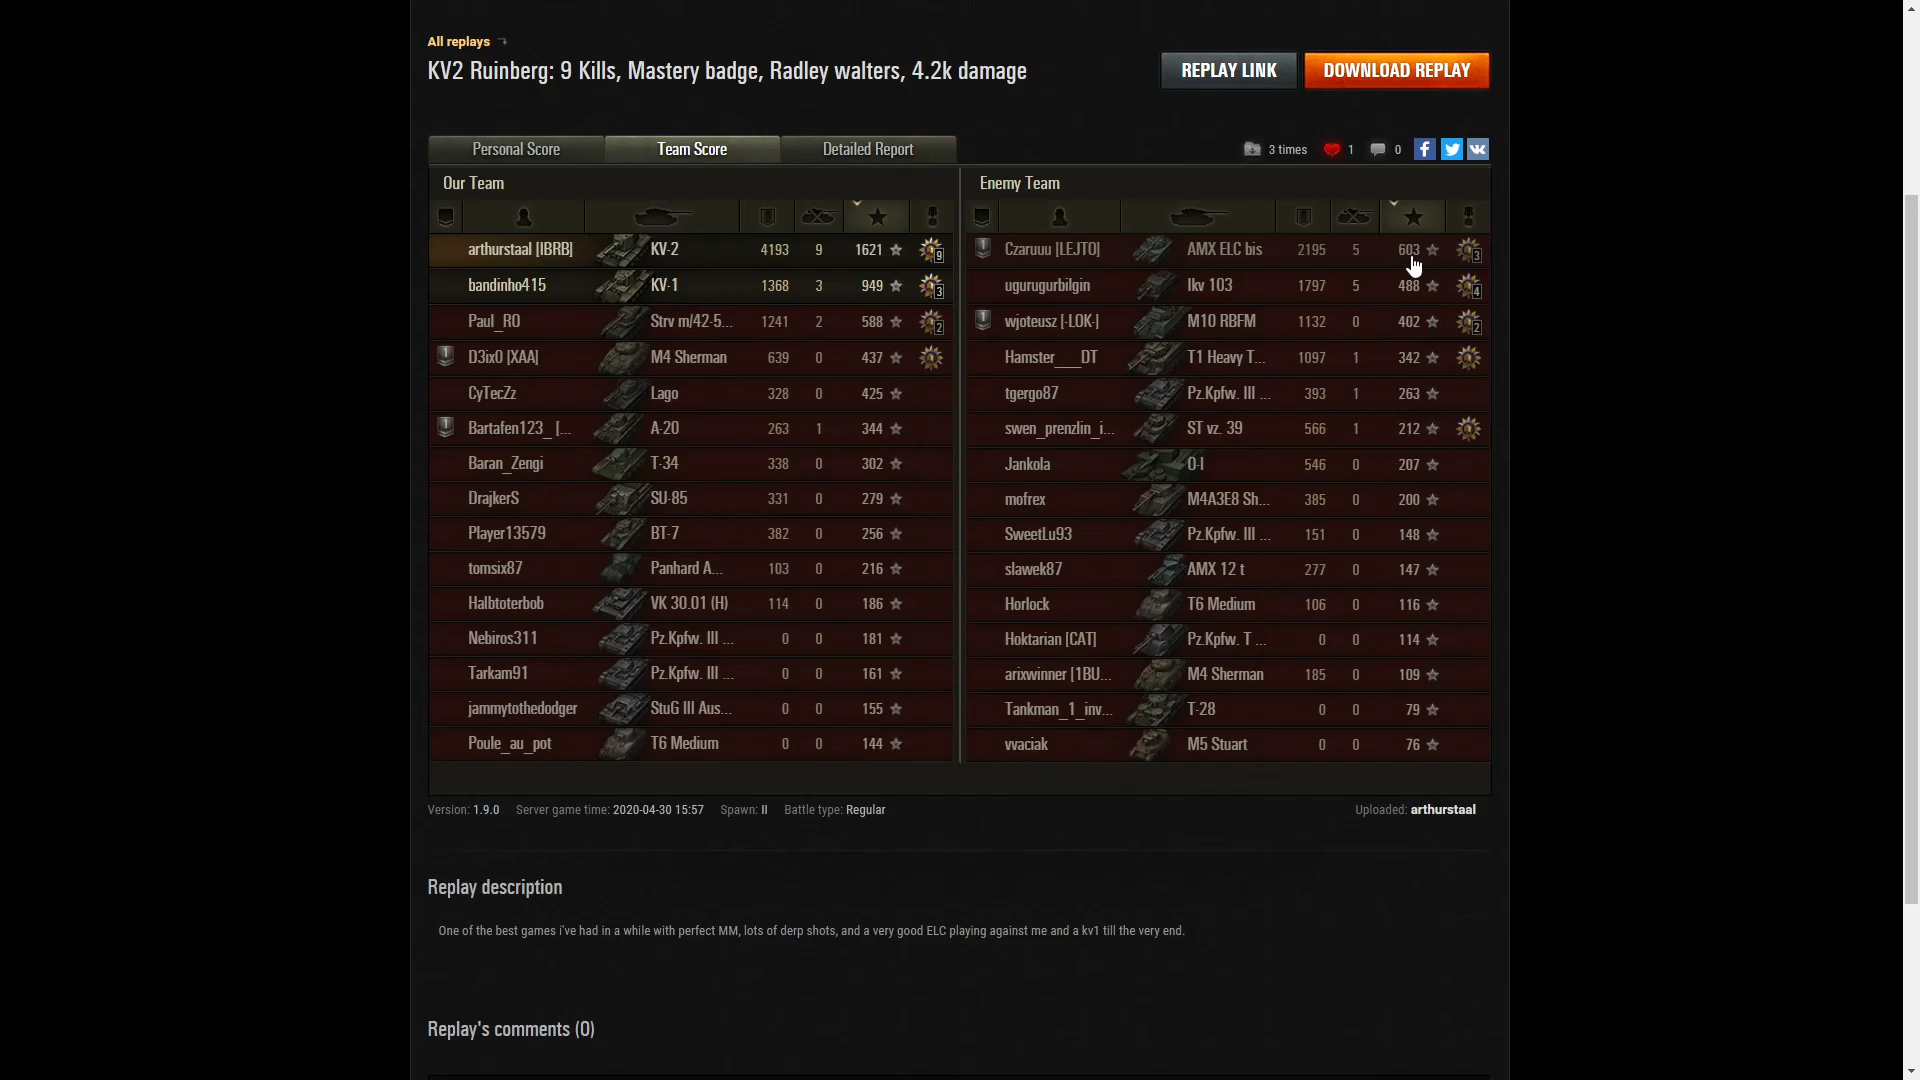 All replays
KV2 Ruinberg: 9 Kills, Mastery badge, Radley walters, 4.2k damage
REPLAY LINK
DOWNLOAD REPLAY
Personal Score Team Score Detailed Report
3 times 1 0
Our Team
arthurstaal [IBRB] KV-2 4193 9 1621 9
bandinho415 KV-1 1368 3 949 3
Paul_RO Strv m/42-5... 1241 2 588 2
1 D3ix0 [XAA] M4 Sherman 639 0 437
CyTecZz Lago 328 0 425
1 Bartafen123_ [... A-20 263 1 344
Baran_Zengi T-34 338 0 302
DrajkerS SU-85 331 0 279
Player13579 BT-7 382 0 256
tomsix87 Panhard A... 103 0 216
Halbtoterbob VK 30.01 (H) 114 0 186
Nebiros311 Pz.Kpfw. III ... 0 0 181
Tarkam91 Pz.Kpfw. III ... 0 0 161
jammytothedodger StuG III Aus... 0 0 155
Poule_au_pot T6 Medium 0 0 144
Enemy Team
1 Czaruuu [LEJTO] AMX ELC bis 2195 5 603 3
ugurugurbilgin Ikv 103 1797 5 488 4
1 wjoteusz [-LOK-] M10 RBFM 1132 0 402 2
Hamster___DT T1 Heavy T... 1097 1 342
tgergo87 Pz.Kpfw. III ... 393 1 263
swen_prenzlin_i... ST vz. 39 566 1 212
Jankola O-I 546 0 207
mofrex M4A3E8 Sh... 385 0 200
SweetLu93 Pz.Kpfw. III ... 151 0 148
slawek87 AMX 12 t 277 0 147
Horlock T6 Medium 106 0 116
Hoktarian [CAT] Pz.Kpfw. T ... 0 0 114
arixwinner [1BU... M4 Sherman 185 0 109
Tankman_1_inv... T-28 0 0 79
vvaciak M5 Stuart 0 0 76
Version: 1.9.0 Server game time: 2020-04-30 15:57 Spawn: II Battle type: Regular
Uploaded: arthurstaal
Replay description
One of the best games i've had in a while with perfect MM, lots of derp shots, and a very good ELC playing against me and a kv1 till the very end.
Replay's comments (0)